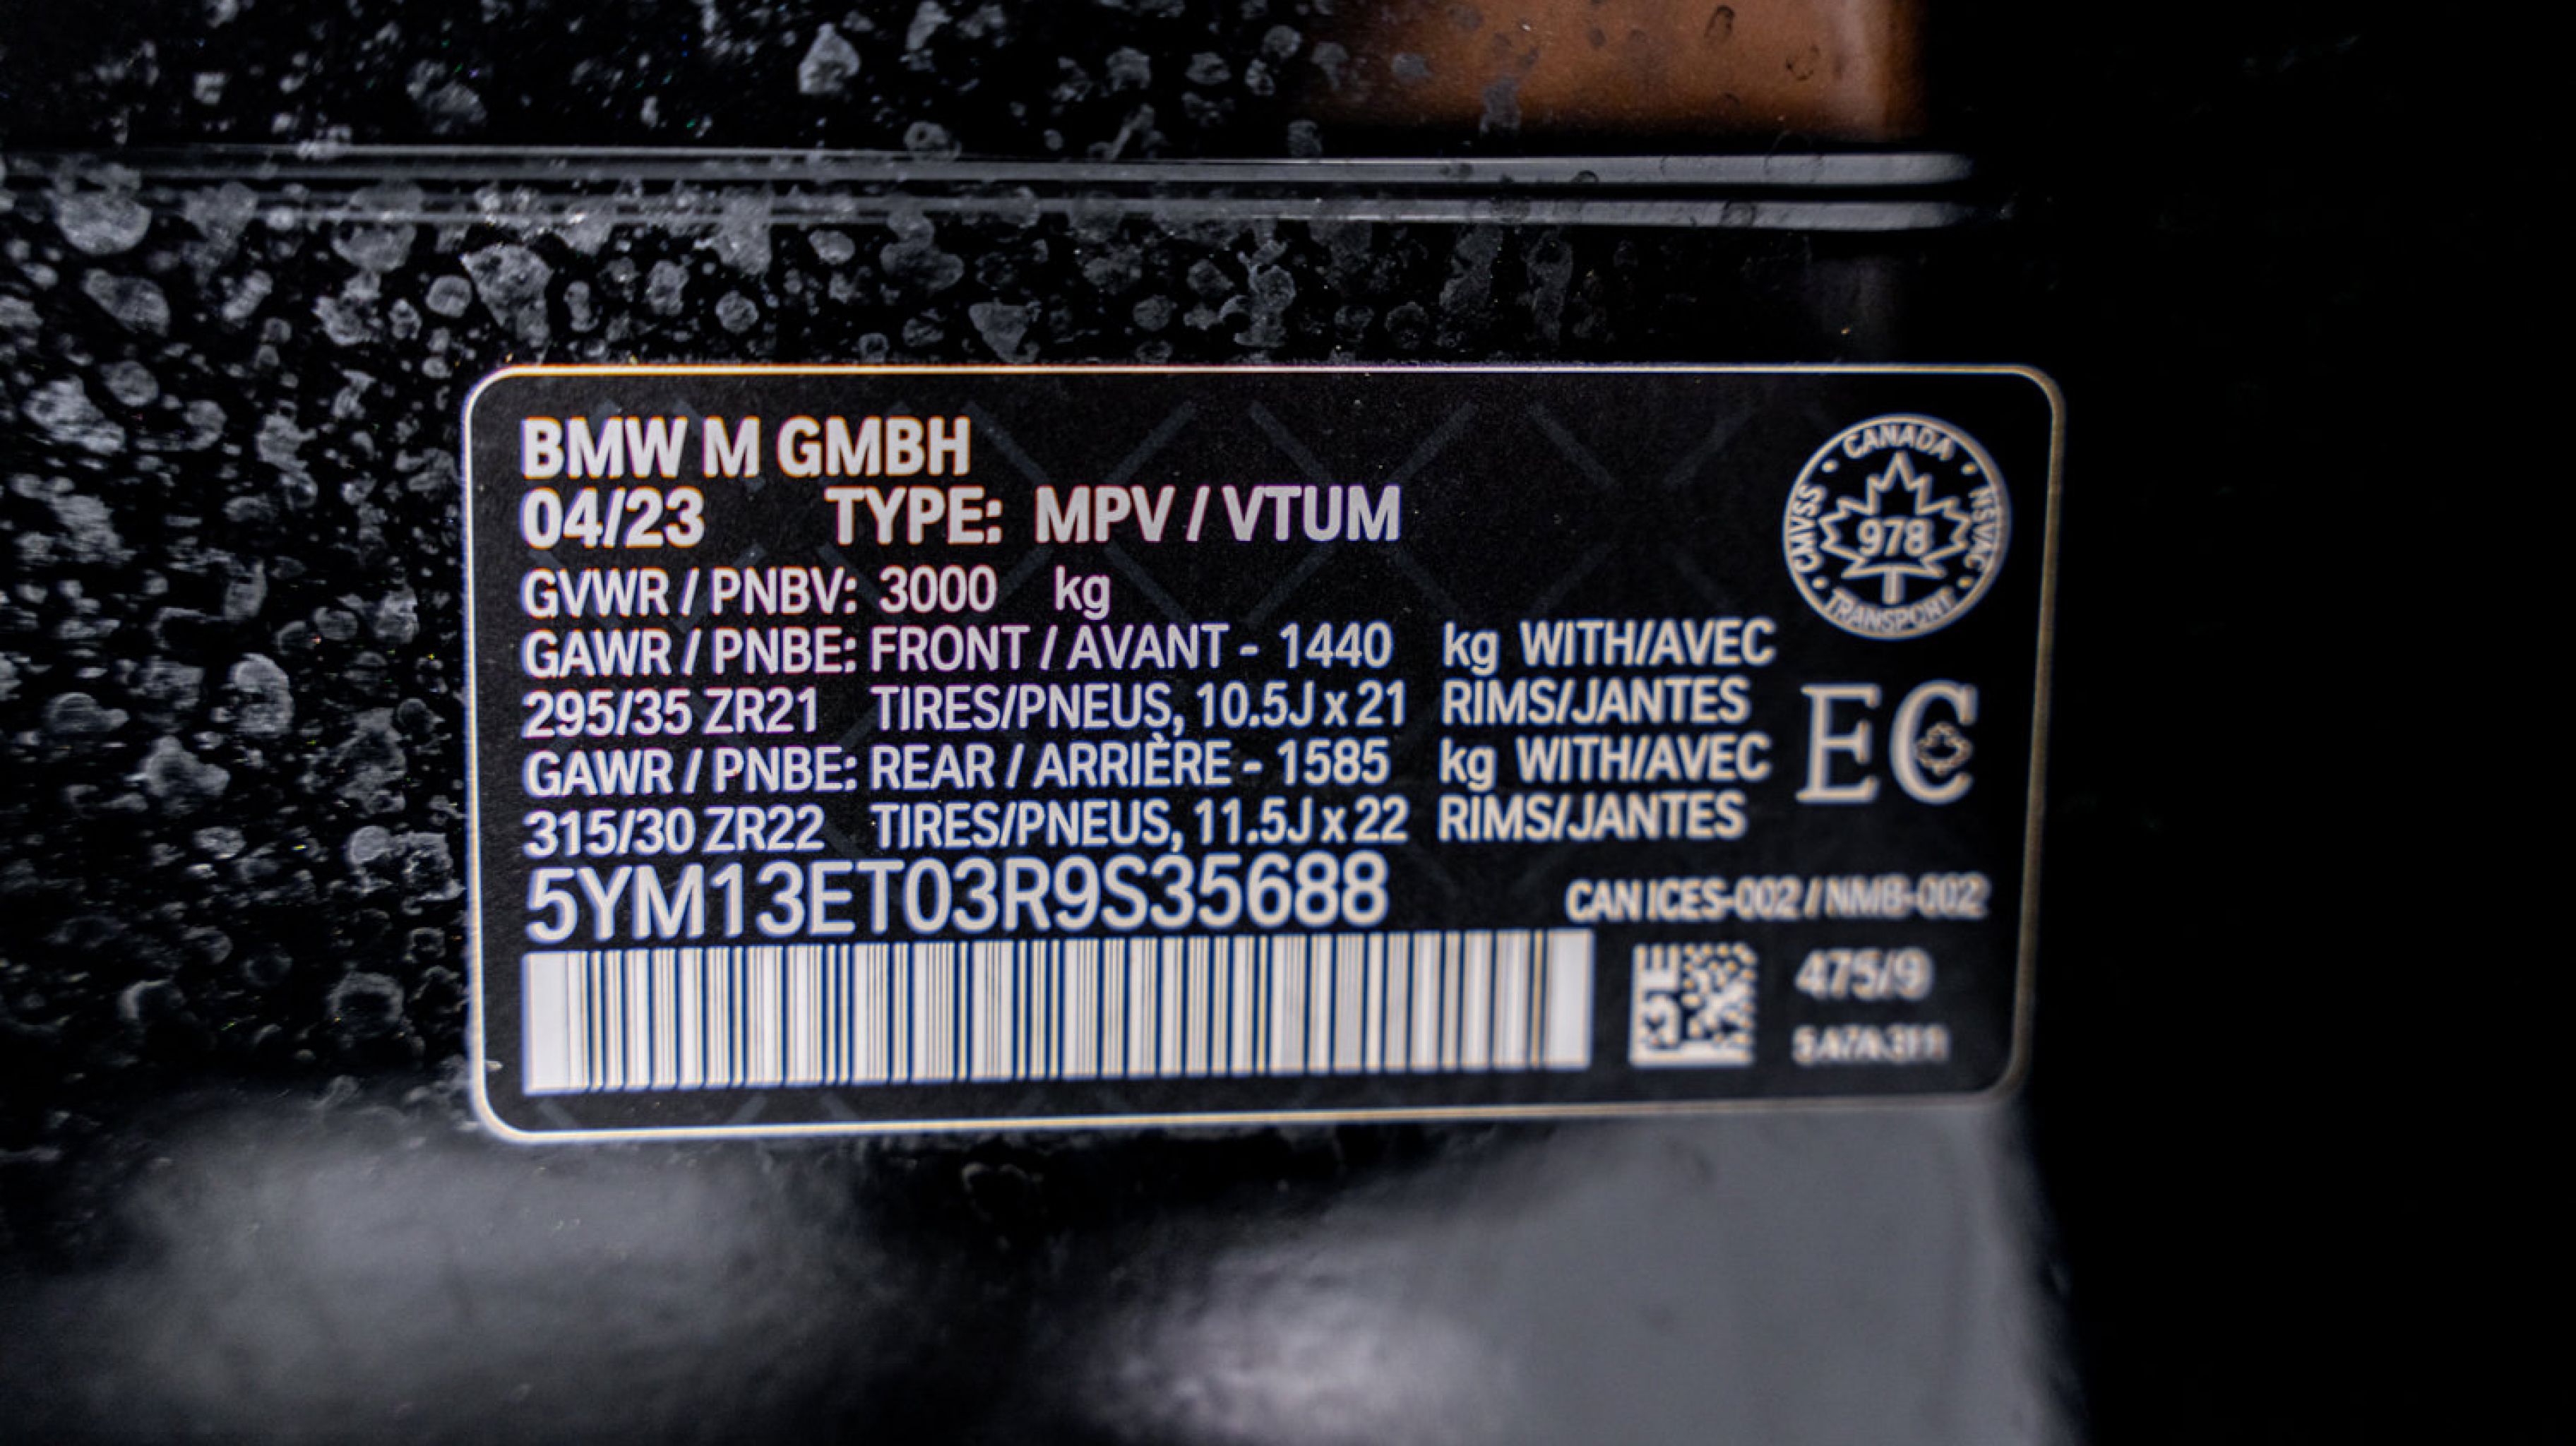 BMW M GMBH
04/23 TYPE: MPV / VTUM
GVWR / PNBV: 3000 kg
GAWR / PNBE: FRONT / AVANT - 1440 kg WITH/AVEC
295/35 ZR21 TIRES/PNEUS, 10.5J x 21 RIMS/JANTES
GAWR / PNBE: REAR / ARRIÈRE - 1585 kg WITH/AVEC
315/30 ZR22 TIRES/PNEUS, 11.5J x 22 RIMS/JANTES
5YM13ET03R9S35688
CANADA
CMVSS
978
NSVAC
TRANSPORT
EC
CAN ICES-002 / NMB-002
475/9